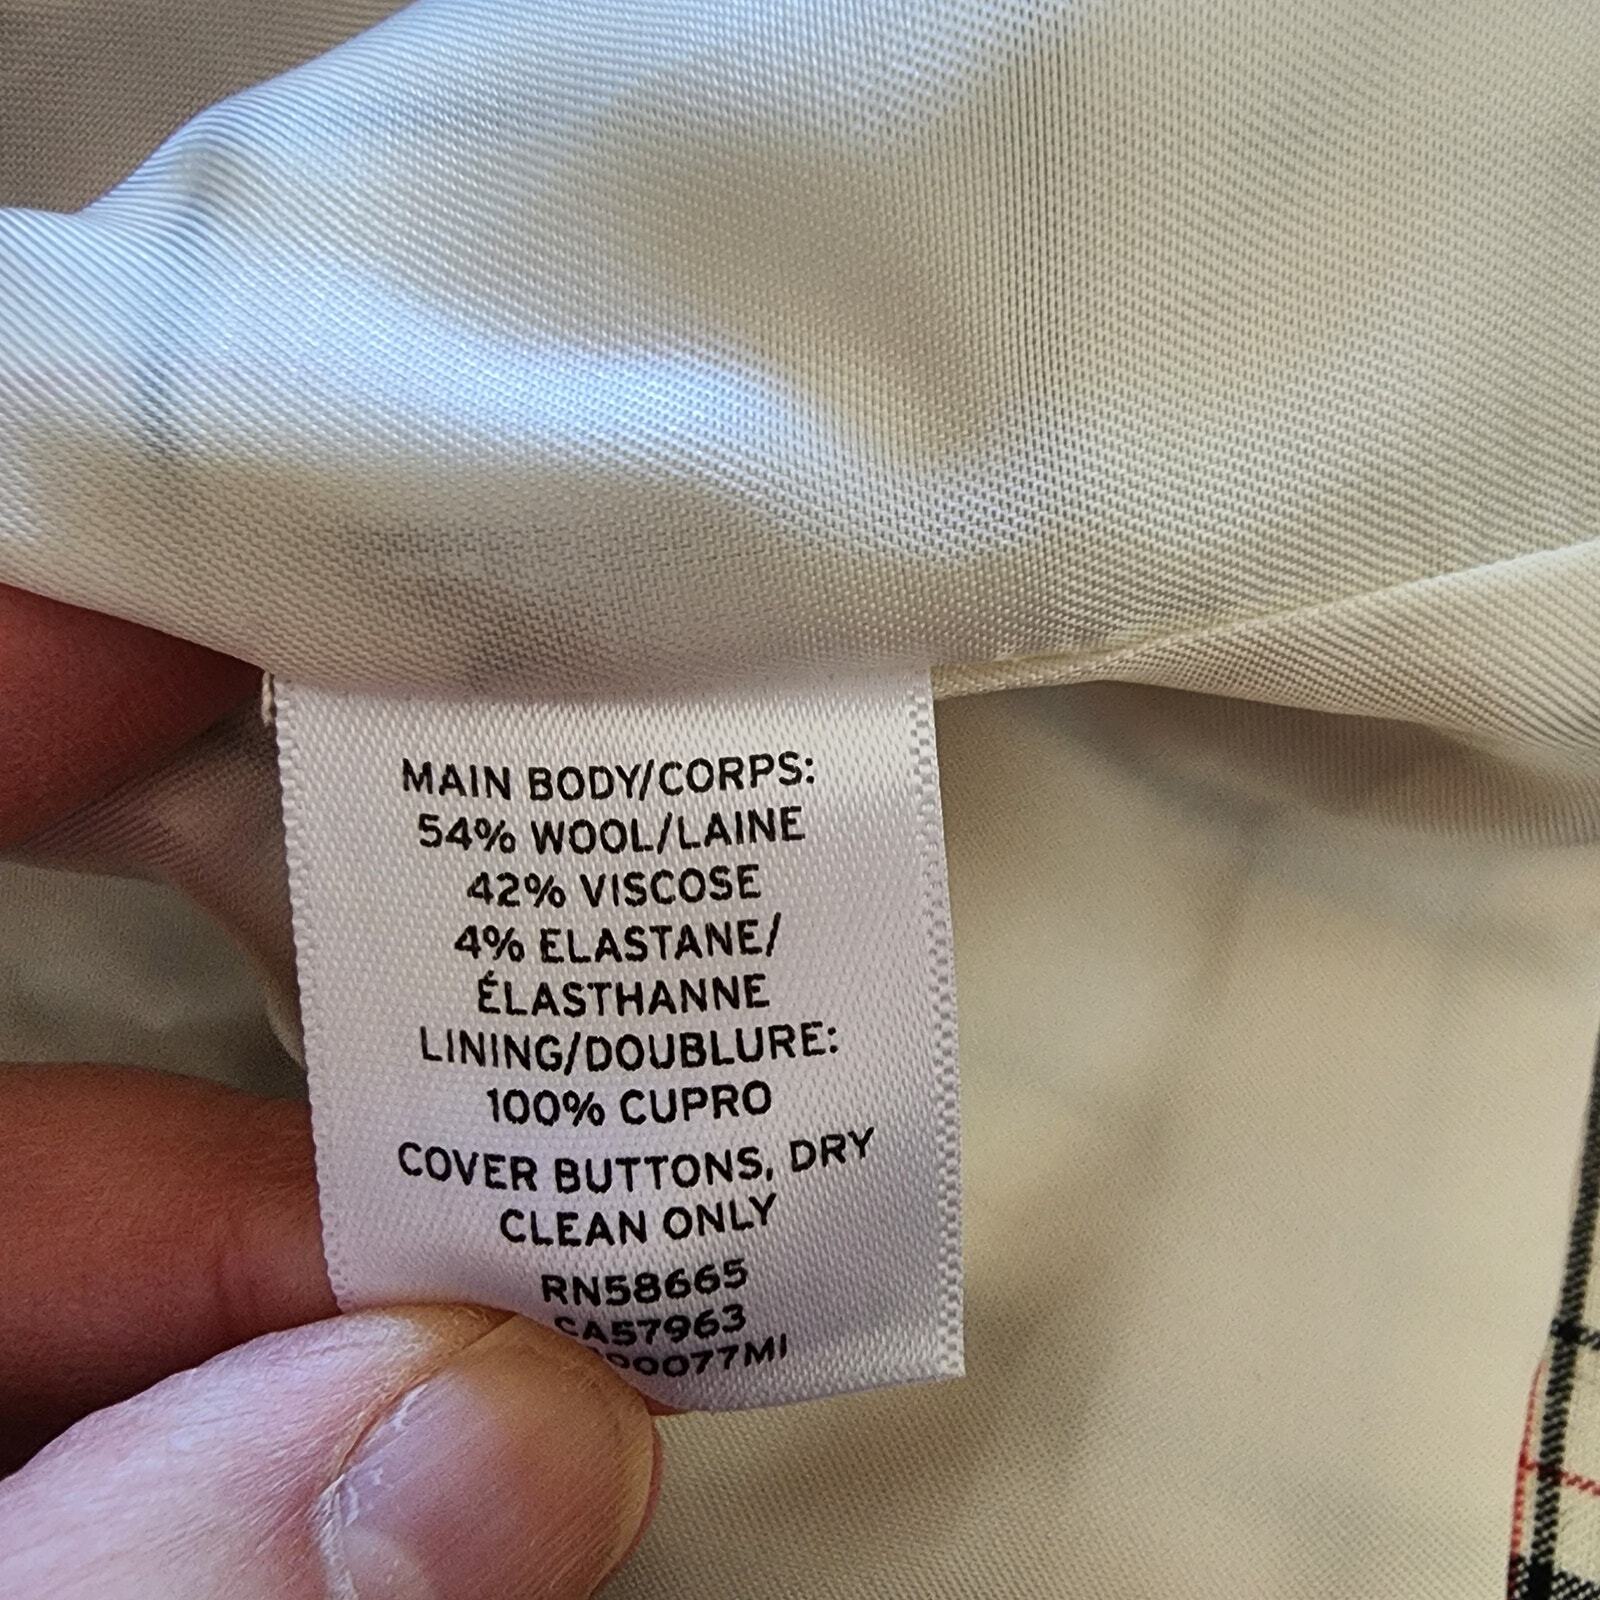 MAIN BODY/CORPS:
54% WOOL/LAINE
42% VISCOSE
4% ELASTANE/
ÉLASTHANNE
LINING/DOUBLURE:
100% CUPRO
COVER BUTTONS, DRY
CLEAN ONLY
RN58665
CA57963